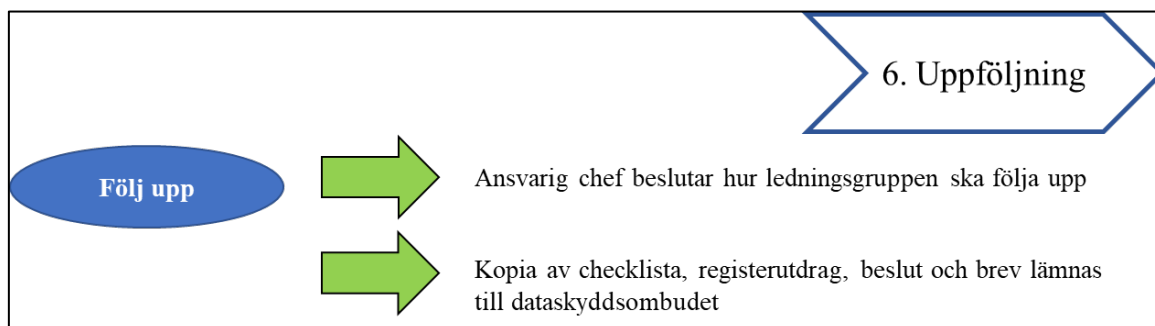 6. Uppföljning
Följ upp
Ansvarig chef beslutar hur ledningsgruppen ska följa upp
Kopia av checklista, registerutdrag, beslut och brev lämnas
till dataskyddsombudet